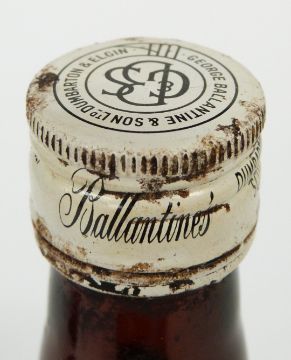 GEORGE BALLANTINE & SON LTD DUMBARTON & ELGIN
Ballantine's